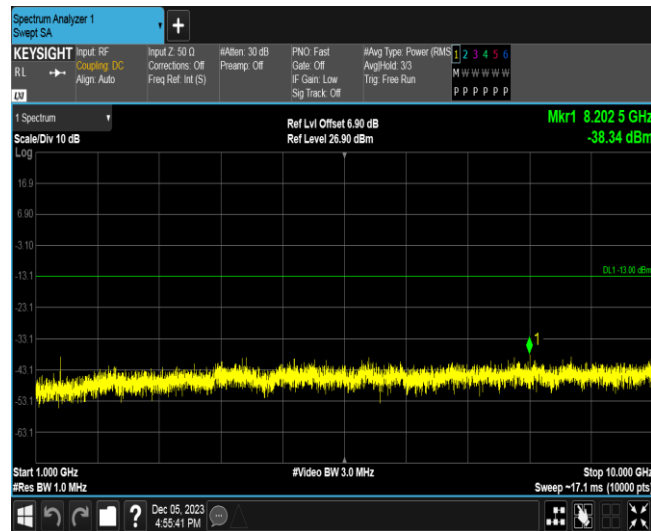 Spectrum Analyzer 1
Swept SA
KEYSIGHT
RL
LXI
Input: RF
Coupling: DC
Align: Auto
Input Z: 50 Ω
Corrections: Off
Freq Ref: Int (S)
#Atten: 30 dB
Preamp: Off
PNO: Fast
Gate: Off
IF Gain: Low
Sig Track: Off
#Avg Type: Power (RMS
Avg|Hold: 3/3
Trig: Free Run
1 2 3 4 5 6
M W W W W W
P P P P P P
1 Spectrum
Scale/Div 10 dB
Log
Ref Lvl Offset 6.90 dB
Ref Level 26.90 dBm
Mkr1 8.202 5 GHz
-38.34 dBm
16.9
6.90
-3.10
-13.1
DL1 -13.00 dBm
-23.1
-33.1
1
-43.1
-53.1
-63.1
Start 1.000 GHz
#Res BW 1.0 MHz
#Video BW 3.0 MHz
Stop 10.000 GHz
Sweep ~17.1 ms (10000 pts)
?
Dec 05, 2023
4:55:41 PM